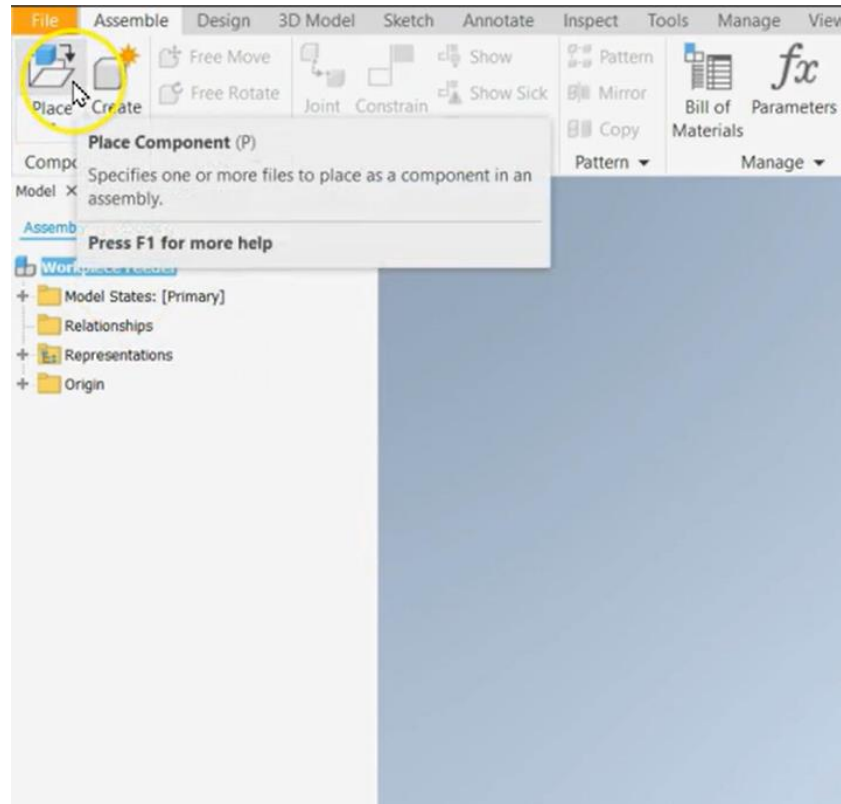 File Assemble Design 3D Model Sketch Annotate Inspect Tools Manage View
Free Move Show Pattern
Free Rotate Show Sick Mirror
Place Create Joint Constrain Copy Bill of Materials fx Parameters
Pattern Manage
Place Component (P)
Specifies one or more files to place as a component in an
assembly.
Press F1 for more help
Model ×
Workpiece Feeder
Model States: [Primary]
Relationships
Representations
Origin